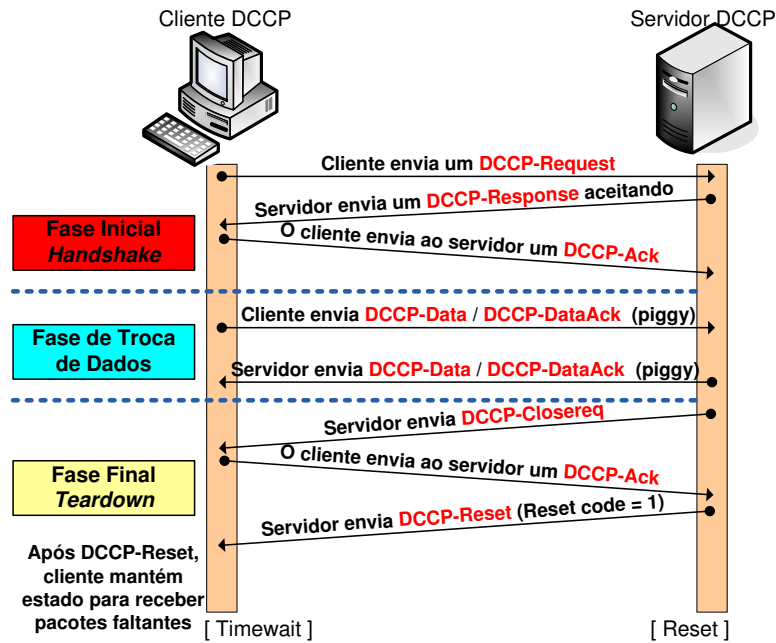 Cliente DCCP
Servidor DCCP
Cliente envia um DCCP-Request
Servidor envia um DCCP-Response aceitando
Fase Inicial
Handshake
O cliente envia ao servidor um DCCP-Ack
Cliente envia DCCP-Data / DCCP-DataAck (piggy)
Fase de Troca
de Dados
Servidor envia DCCP-Data / DCCP-DataAck (piggy)
Servidor envia DCCP-Closereq
O cliente envia ao servidor um DCCP-Ack
Fase Final
Teardown
Servidor envia DCCP-Reset (Reset code = 1)
Após DCCP-Reset,
cliente mantém
estado para receber
pacotes faltantes
[ Timewait ]
[ Reset ]